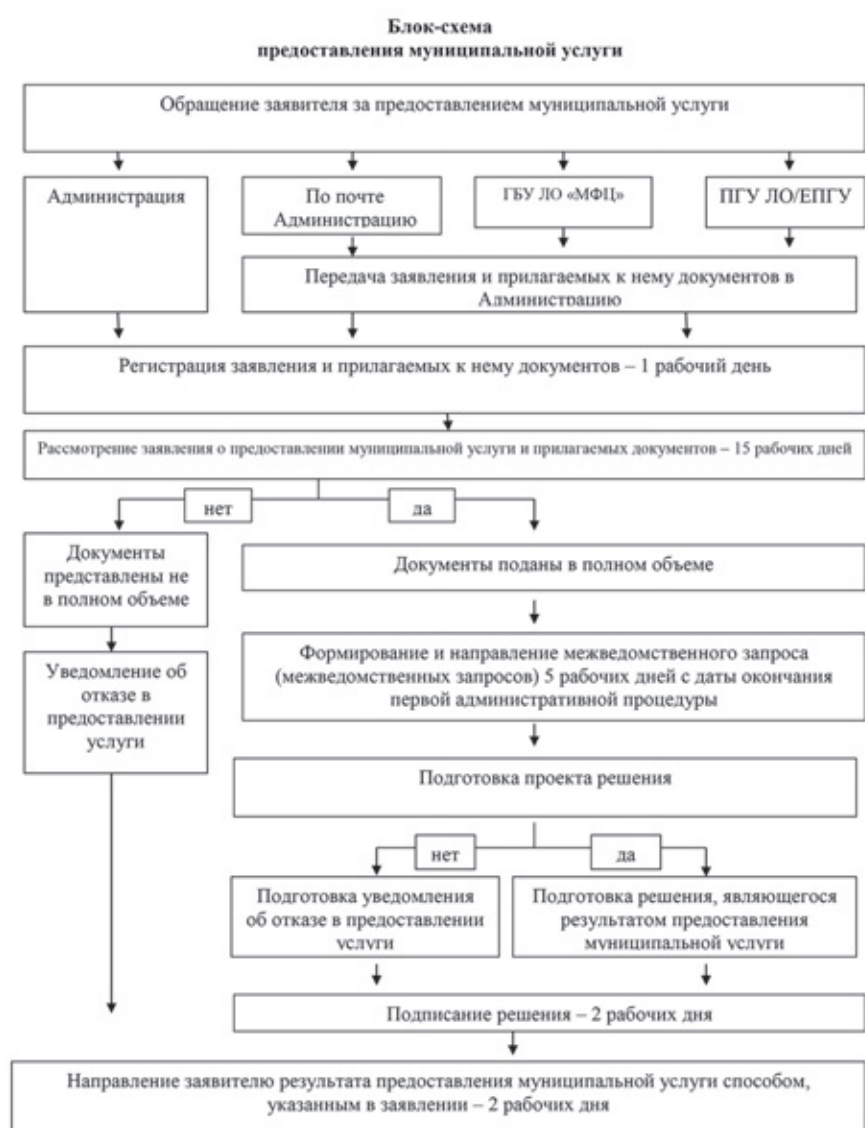 Блок-схема
предоставления муниципальной услуги
Обращение заявителя за предоставлением муниципальной услуги
Администрация
По почте
Администрацию
ГБУ ЛО «МФЦ»
ПГУ ЛО/ЕПГУ
Передача заявления и прилагаемых к нему документов в
Администрацию
Регистрация заявления и прилагаемых к нему документов – 1 рабочий день
Рассмотрение заявления о предоставлении муниципальной услуги и прилагаемых документов – 15 рабочих дней
нет
да
Документы
представлены не
в полном объеме
Документы поданы в полном объеме
Уведомление об
отказе в
предоставлении
услуги
Формирование и направление межведомственного запроса
(межведомственных запросов) 5 рабочих дней с даты окончания
первой административной процедуры
Подготовка проекта решения
нет
да
Подготовка уведомления
об отказе в предоставлении
услуги
Подготовка решения, являющегося
результатом предоставления
муниципальной услуги
Подписание решения – 2 рабочих дня
Направление заявителю результата предоставления муниципальной услуги способом,
указанным в заявлении – 2 рабочих дня